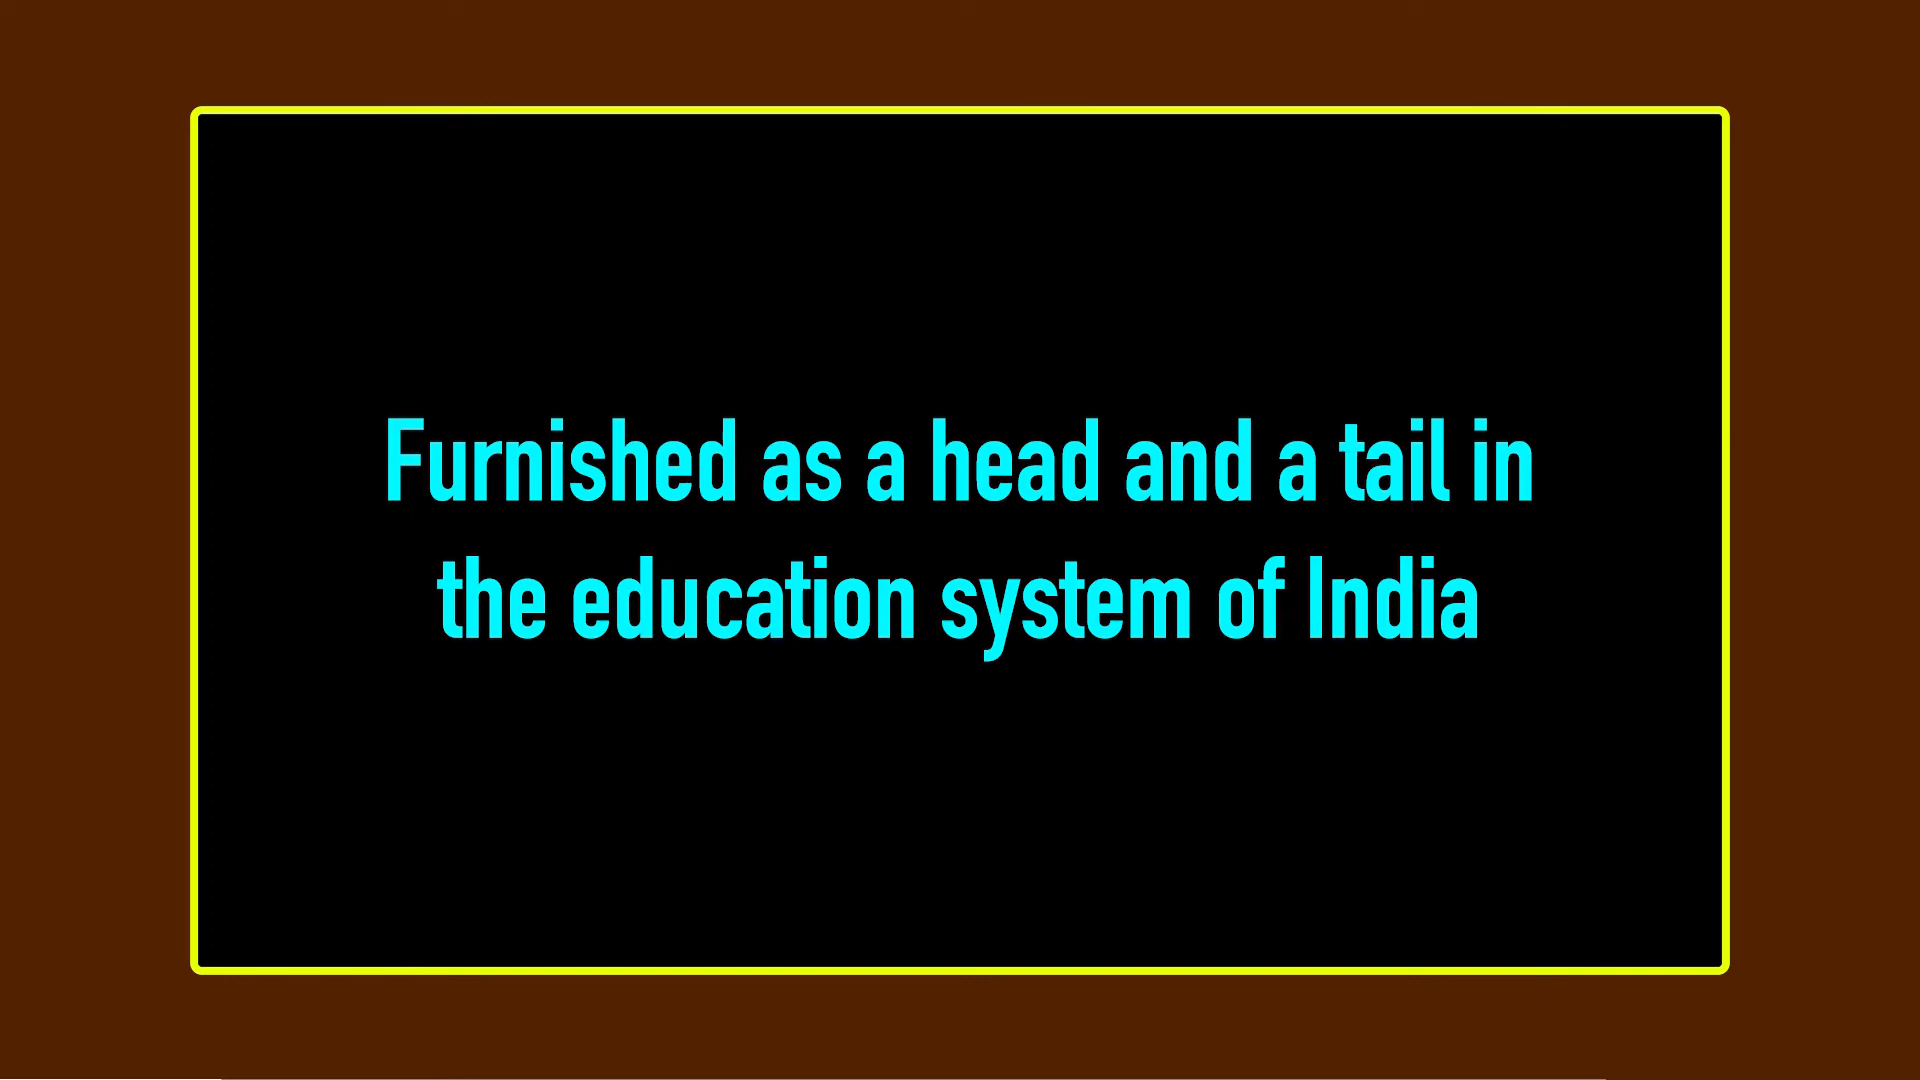 Furnished as a head and a tail in
the education system of India